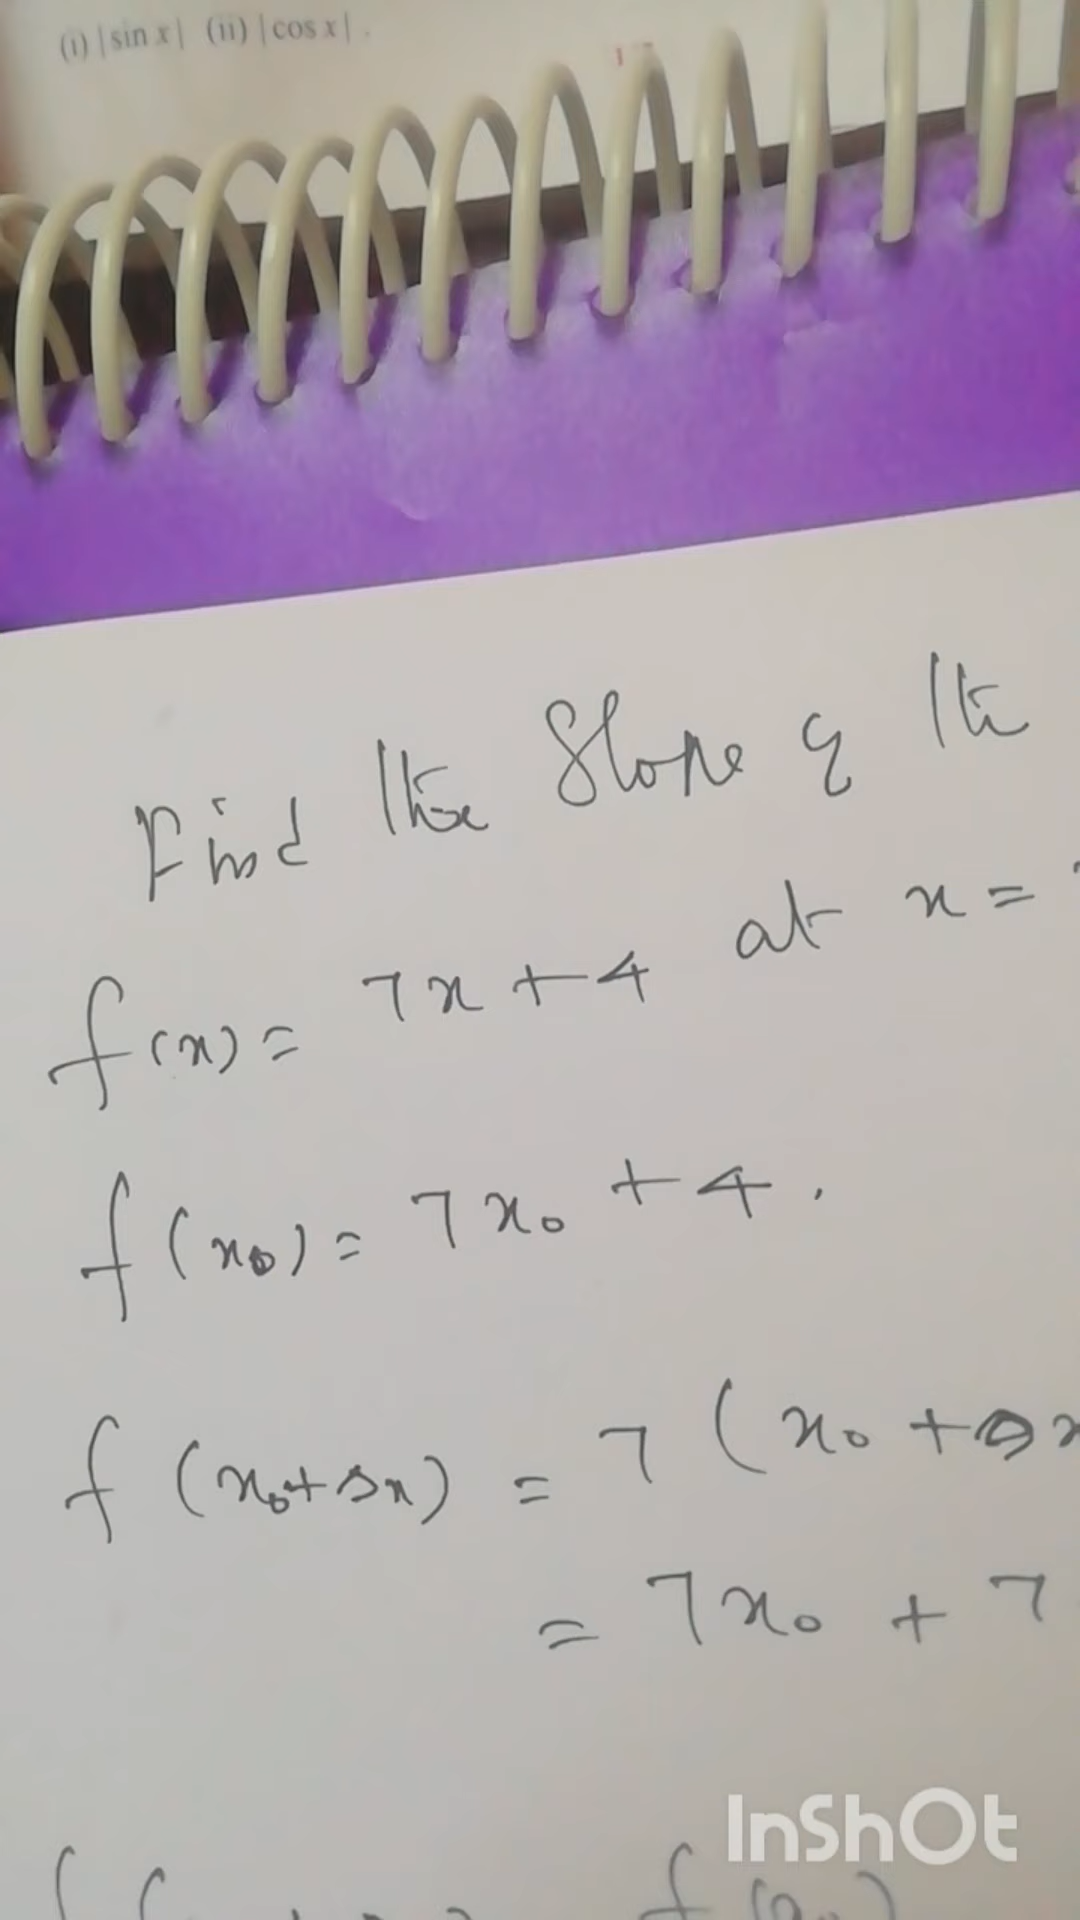 (i) |sin x| (ii) |cos x|.
Find the Slope of the
f(x) = 7x + 4 at x =
f(x₀) = 7x₀ + 4.
f(x₀+Δx) = 7(x₀ + Δx
= 7x₀ + 7
InShOt